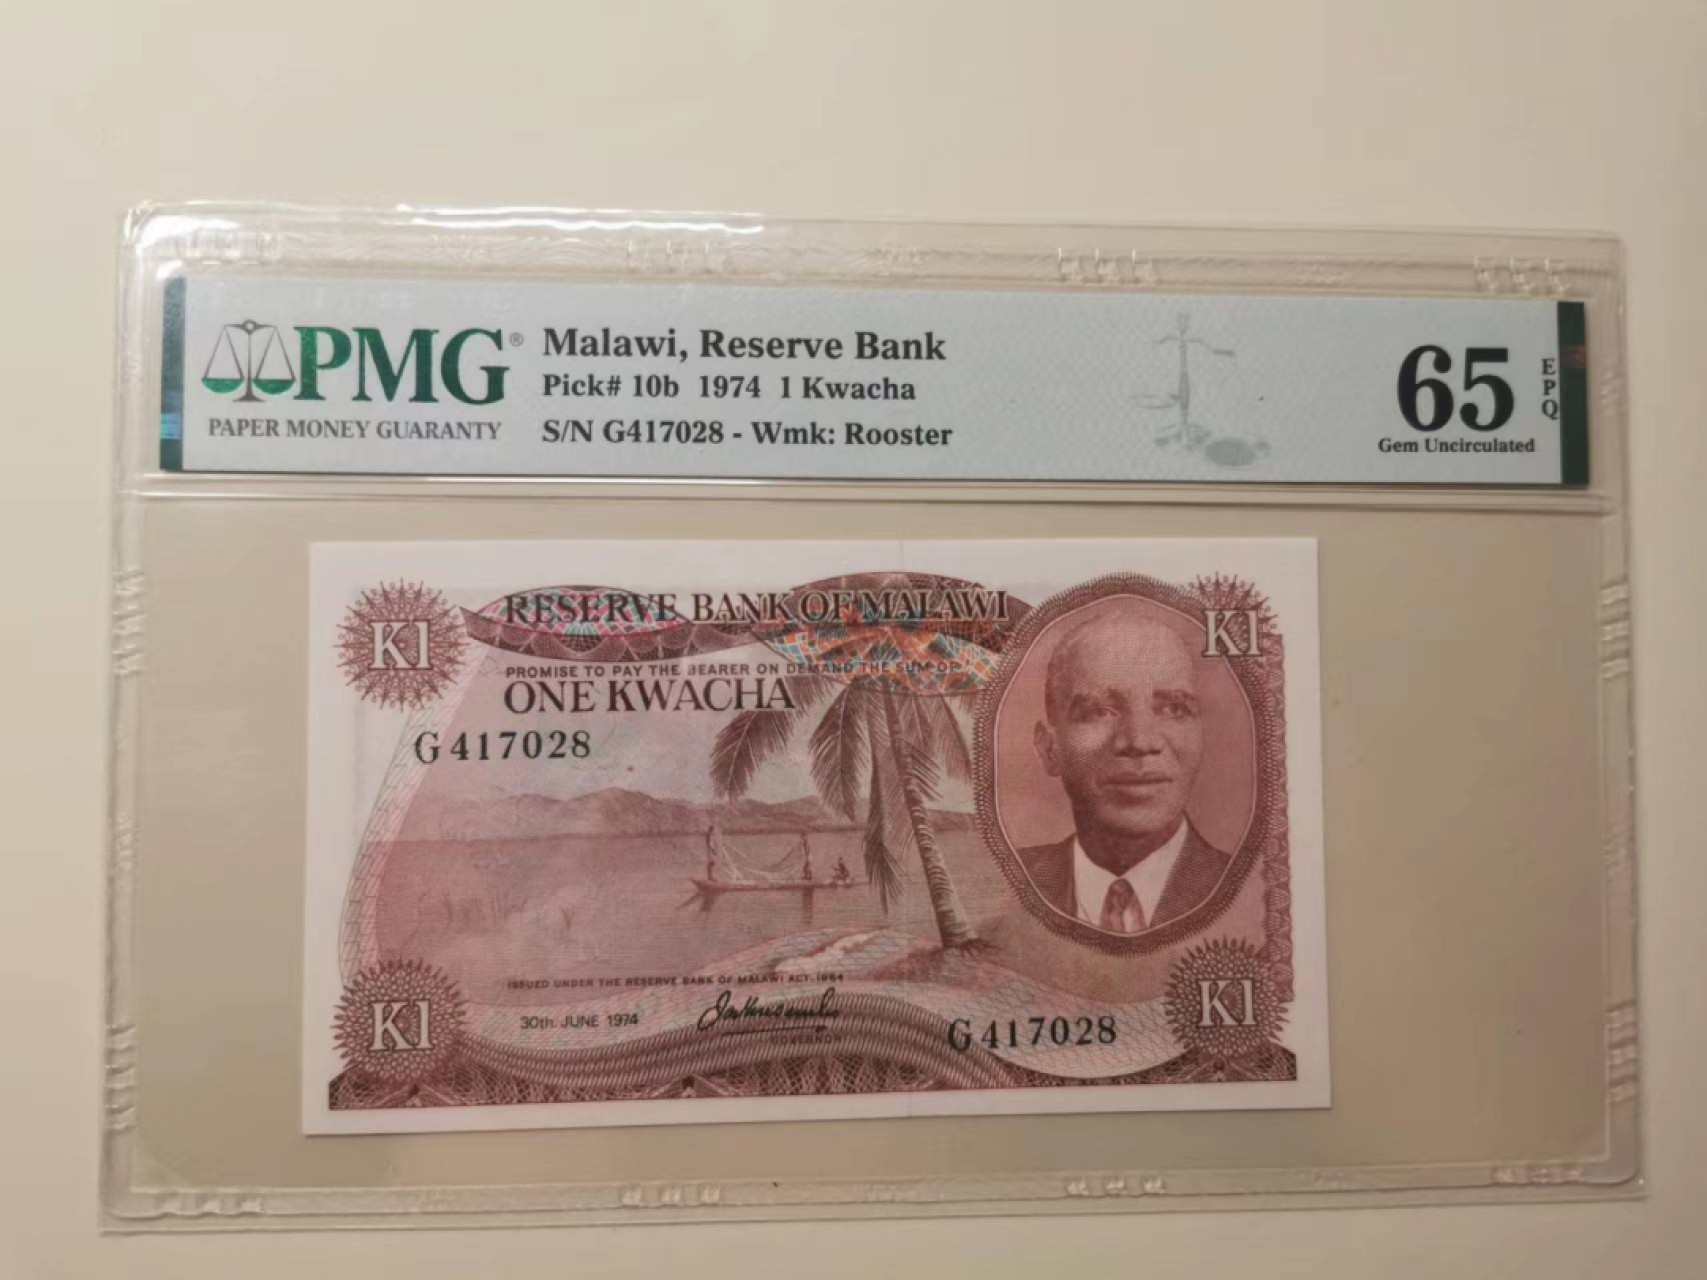 PMG®
PAPER MONEY GUARANTY
Malawi, Reserve Bank
Pick# 10b 1974 1 Kwacha
S/N G417028 - Wmk: Rooster
65
EPQ
Gem Uncirculated
K1
RESERVE BANK OF MALAWI
K1
PROMISE TO PAY THE BEARER ON DEMAND THE SUM OF
ONE KWACHA
G417028
ISSUED UNDER THE RESERVE BANK OF MALAWI ACT, 1964
K1
30th JUNE 1974
GOVERNOR
G417028
K1